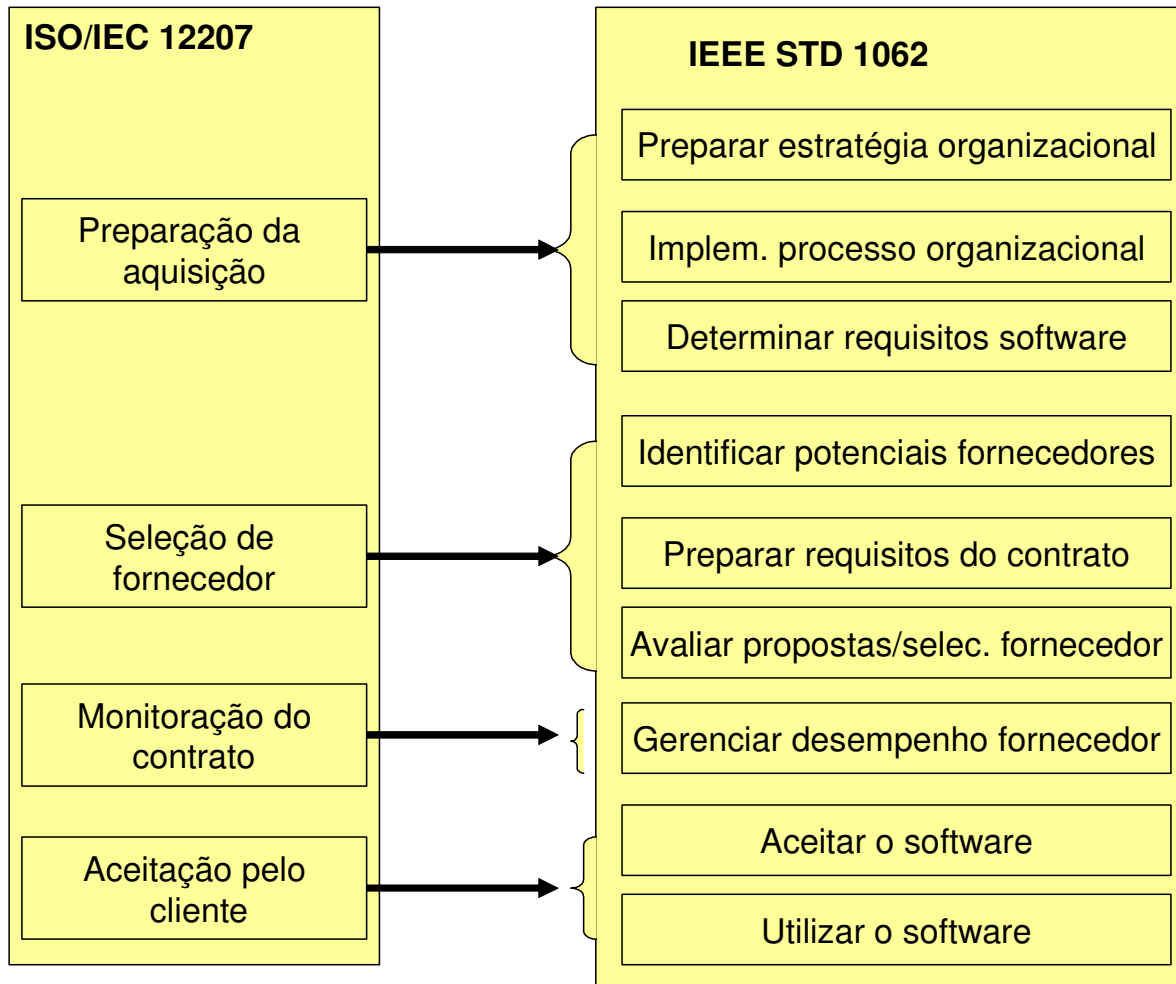 ISO/IEC 12207
Preparação da
aquisição
Seleção de
fornecedor
Monitoração do
contrato
Aceitação pelo
cliente
IEEE STD 1062
Preparar estratégia organizacional
Implem. processo organizacional
Determinar requisitos software
Identificar potenciais fornecedores
Preparar requisitos do contrato
Avaliar propostas/selec. fornecedor
Gerenciar desempenho fornecedor
Aceitar o software
Utilizar o software